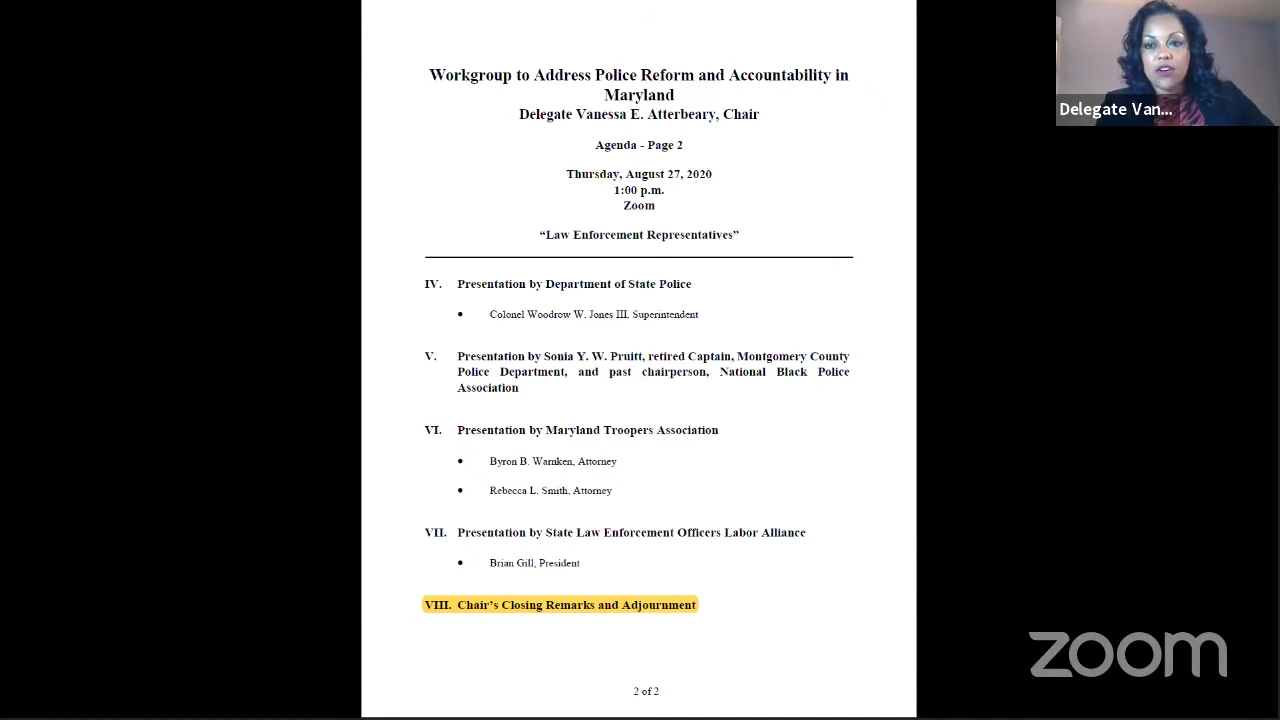 Workgroup to Address Police Reform and Accountability in
Maryland
Delegate Vanessa E. Atterbeary, Chair
Agenda - Page 2
Thursday, August 27, 2020
1:00 p.m.
Zoom
“Law Enforcement Representatives”
IV. Presentation by Department of State Police
• Colonel Woodrow W. Jones III, Superintendent
V. Presentation by Sonia Y. W. Pruitt, retired Captain, Montgomery County
Police Department, and past chairperson, National Black Police
Association
VI. Presentation by Maryland Troopers Association
• Byron B. Warnken, Attorney
• Rebecca L. Smith, Attorney
VII. Presentation by State Law Enforcement Officers Labor Alliance
• Brian Gill, President
VIII. Chair’s Closing Remarks and Adjournment
2 of 2
Delegate Van...
zoom